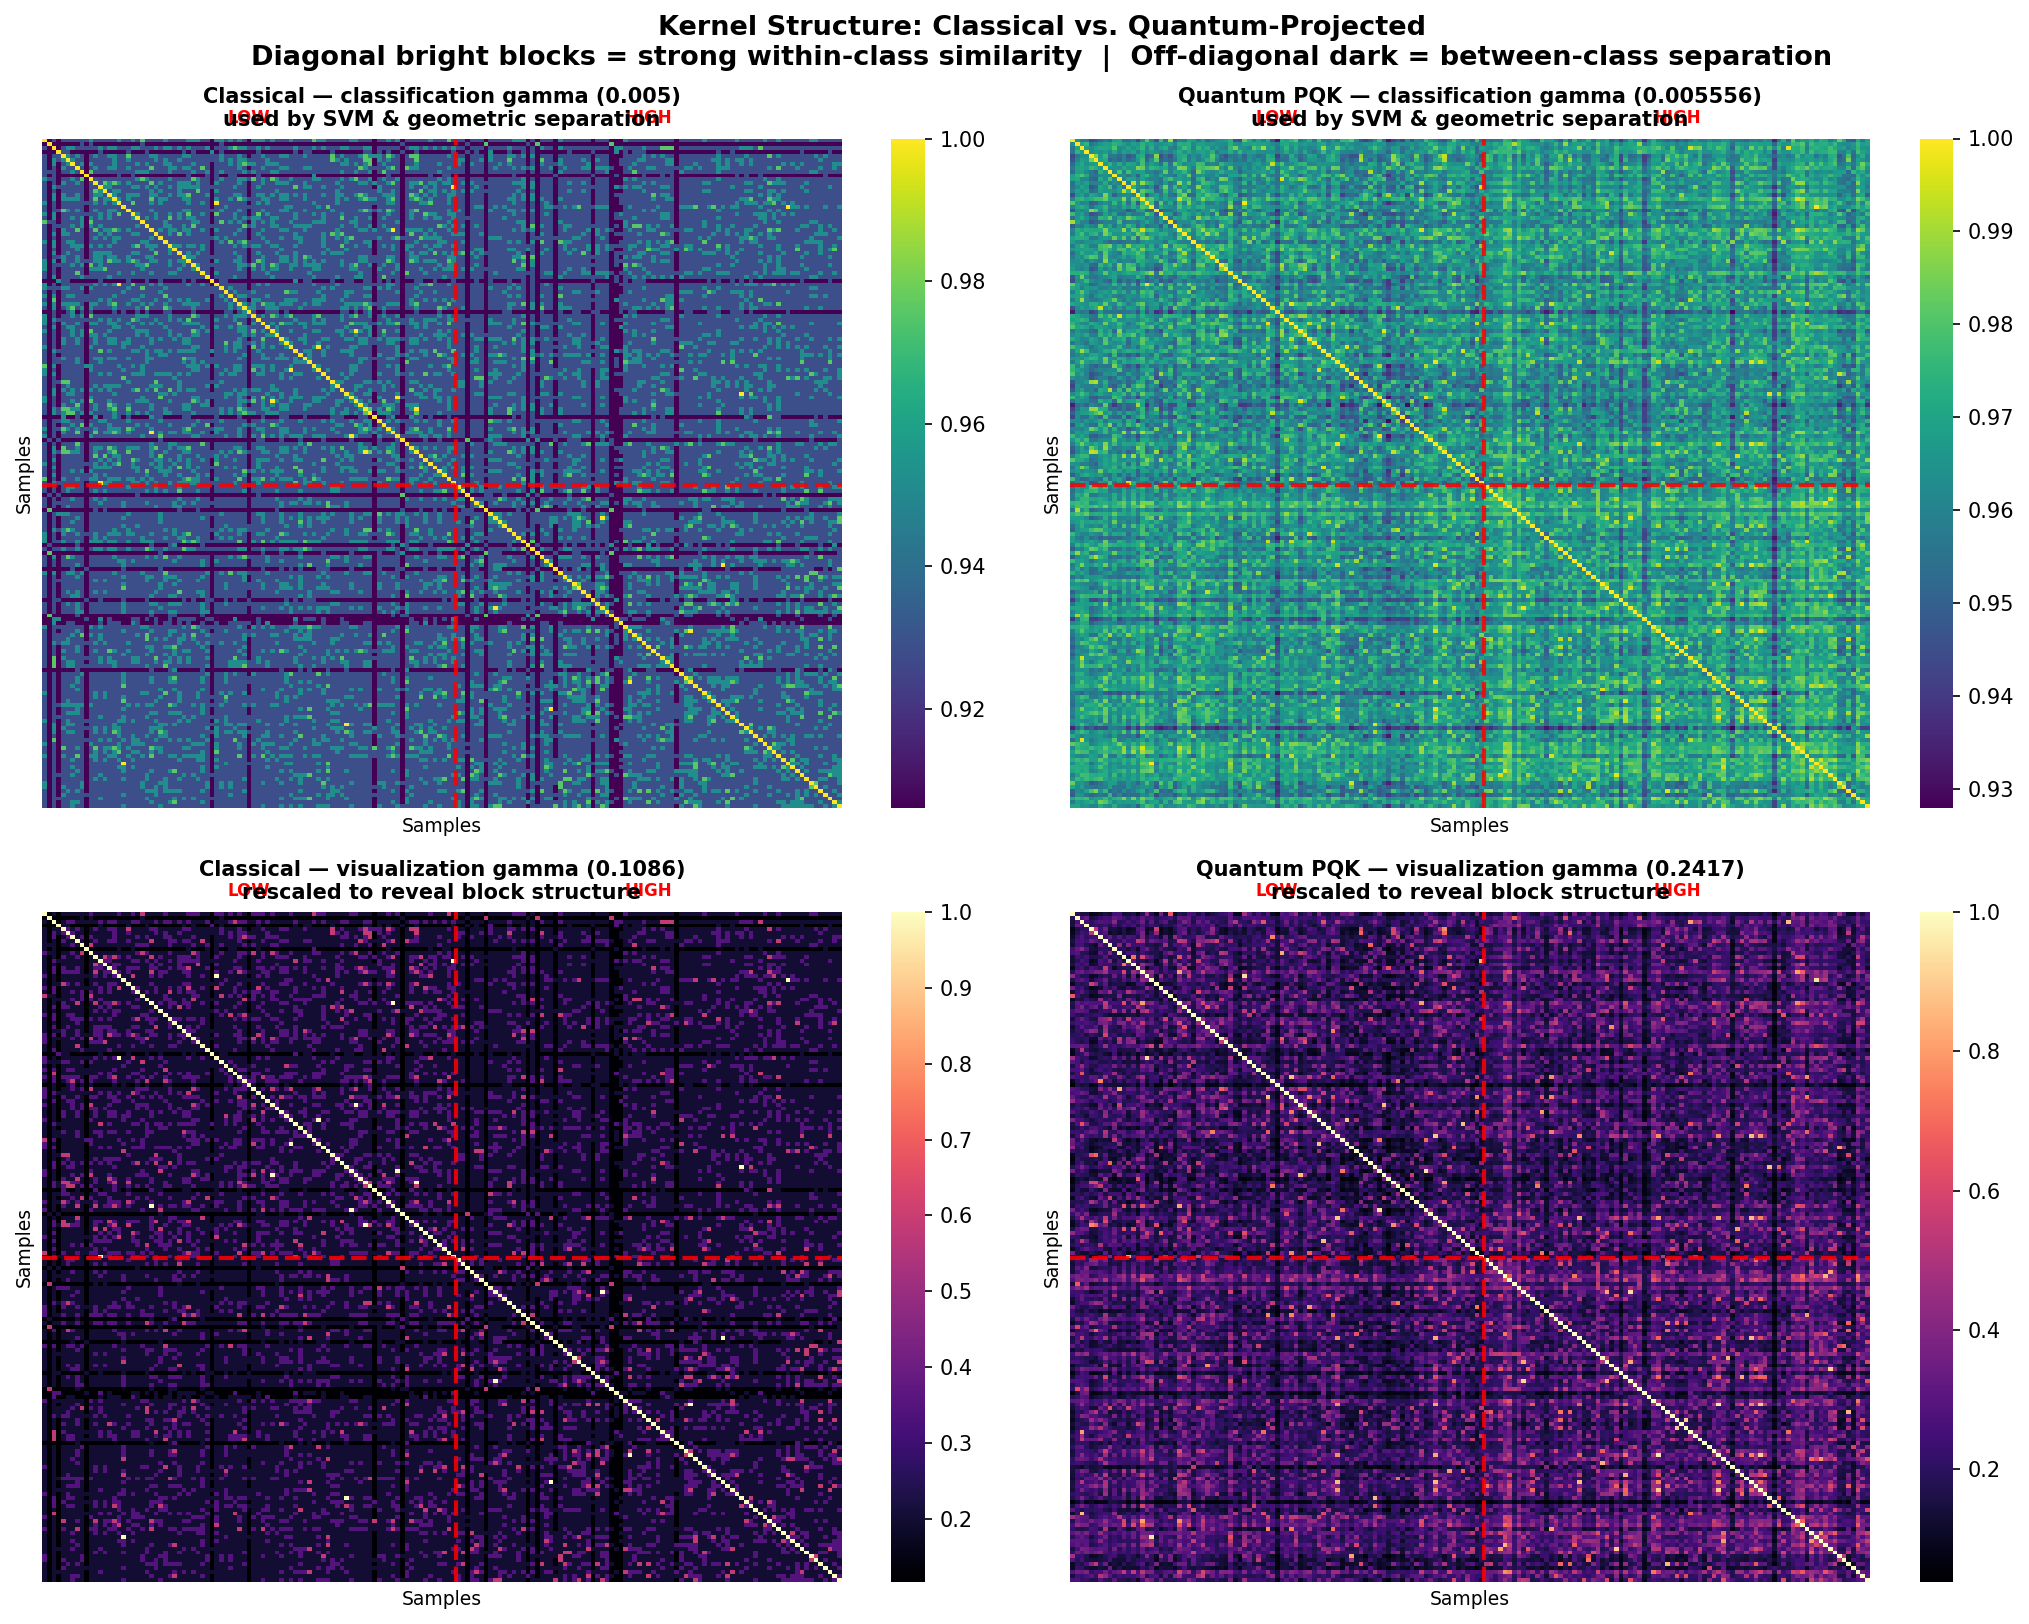 Kernel Structure: Classical vs. Quantum-Projected
Diagonal bright blocks = strong within-class similarity | Off-diagonal dark = between-class separation
Classical — classification gamma (0.005)
used by SVM & geometric separation
LOW
HIGH
Samples
Samples
1.00
0.98
0.96
0.94
0.92
Quantum PQK — classification gamma (0.005556)
used by SVM & geometric separation
LOW
HIGH
Samples
Samples
1.00
0.99
0.98
0.97
0.96
0.95
0.94
0.93
Classical — visualization gamma (0.1086)
rescaled to reveal block structure
LOW
HIGH
Samples
Samples
1.0
0.9
0.8
0.7
0.6
0.5
0.4
0.3
0.2
Quantum PQK — visualization gamma (0.2417)
rescaled to reveal block structure
LOW
HIGH
Samples
Samples
1.0
0.8
0.6
0.4
0.2